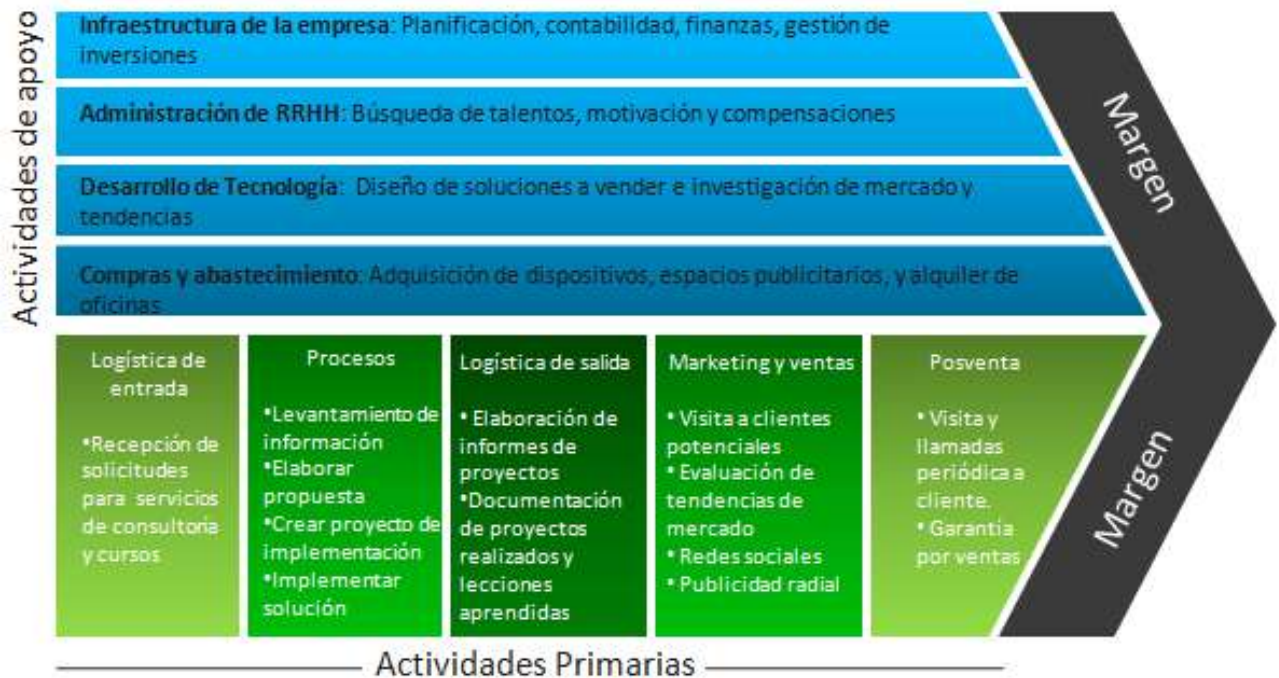 Actividades de apoyo
Infraestructura de la empresa: Planificación, contabilidad, finanzas, gestión de
inversiones
Administración de RRHH: Búsqueda de talentos, motivación y compensaciones
Desarrollo de Tecnología: Diseño de soluciones a vender e investigación de mercado y
tendencias
Compras y abastecimiento: Adquisición de dispositivos, espacios publicitarios, y alquiler de
oficinas
Margen
Logística de
entrada
•Recepción de
solicitudes
para servicios
de consultoría
y cursos
Procesos
•Levantamiento de
información
•Elaborar
propuesta
•Crear proyecto de
implementación
•Implementar
solución
Logística de salida
• Elaboración de
informes de
proyectos
•Documentación
de proyectos
realizados y
lecciones
aprendidas
Marketing y ventas
• Visita a clientes
potenciales
• Evaluación de
tendencias de
mercado
• Redes sociales
• Publicidad radial
Posventa
• Visita y
llamadas
periódica a
cliente.
• Garantía
por ventas
Margen
Actividades Primarias